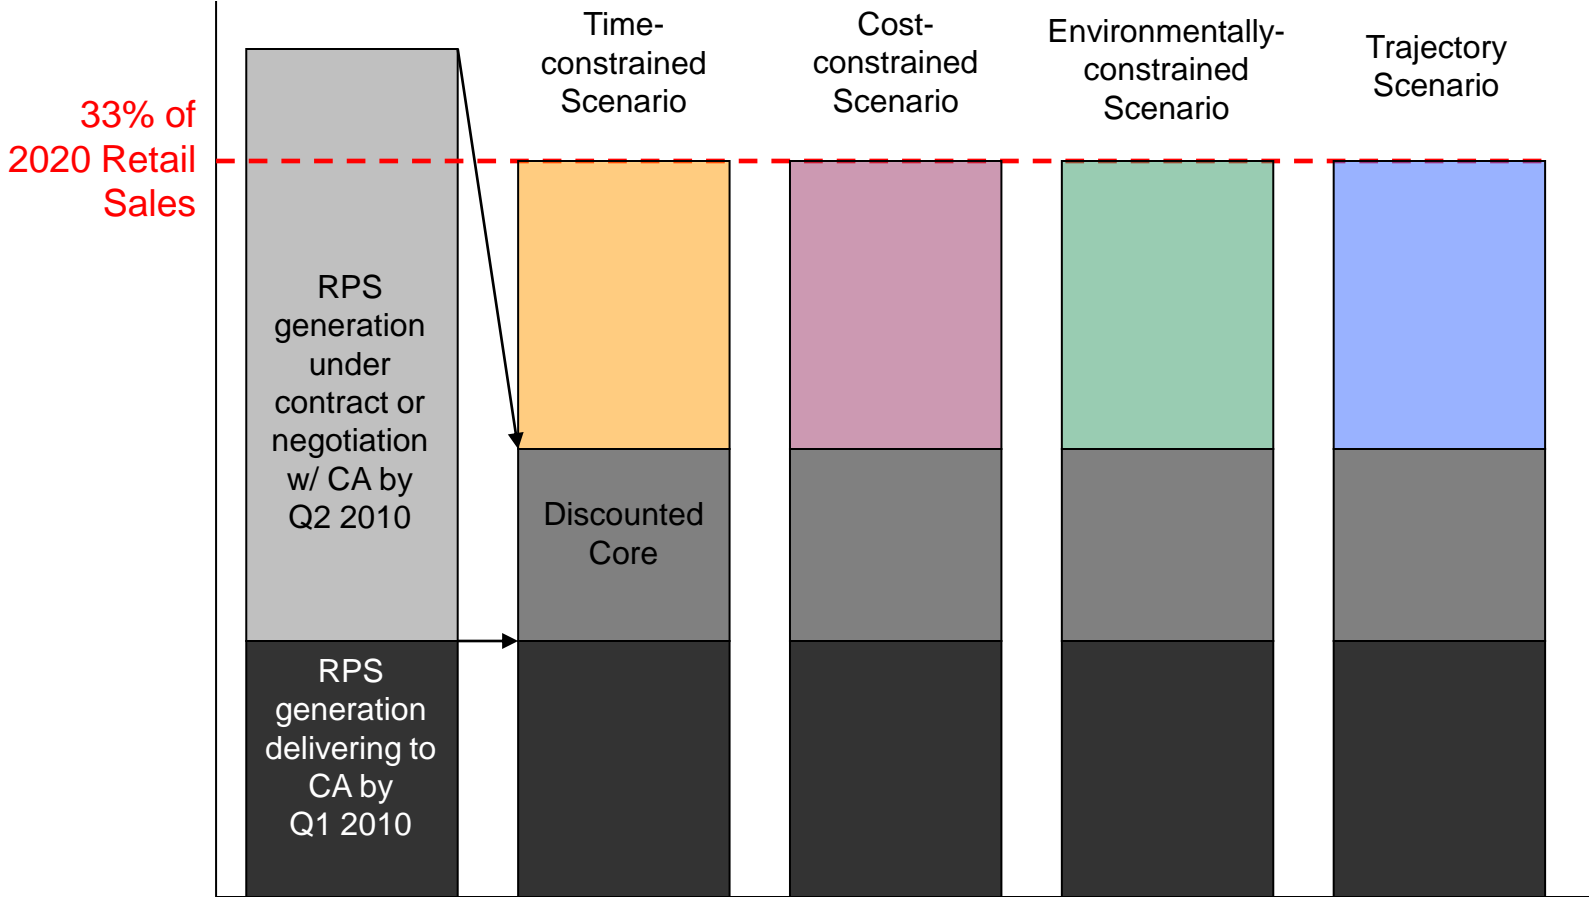 Time-
constrained
Scenario
Cost-
constrained
Scenario
Environmentally-
constrained
Scenario
Trajectory
Scenario
33% of
2020 Retail
Sales
RPS
generation
under
contract or
negotiation
w/ CA by
Q2 2010
Discounted
Core
RPS
generation
delivering to
CA by
Q1 2010